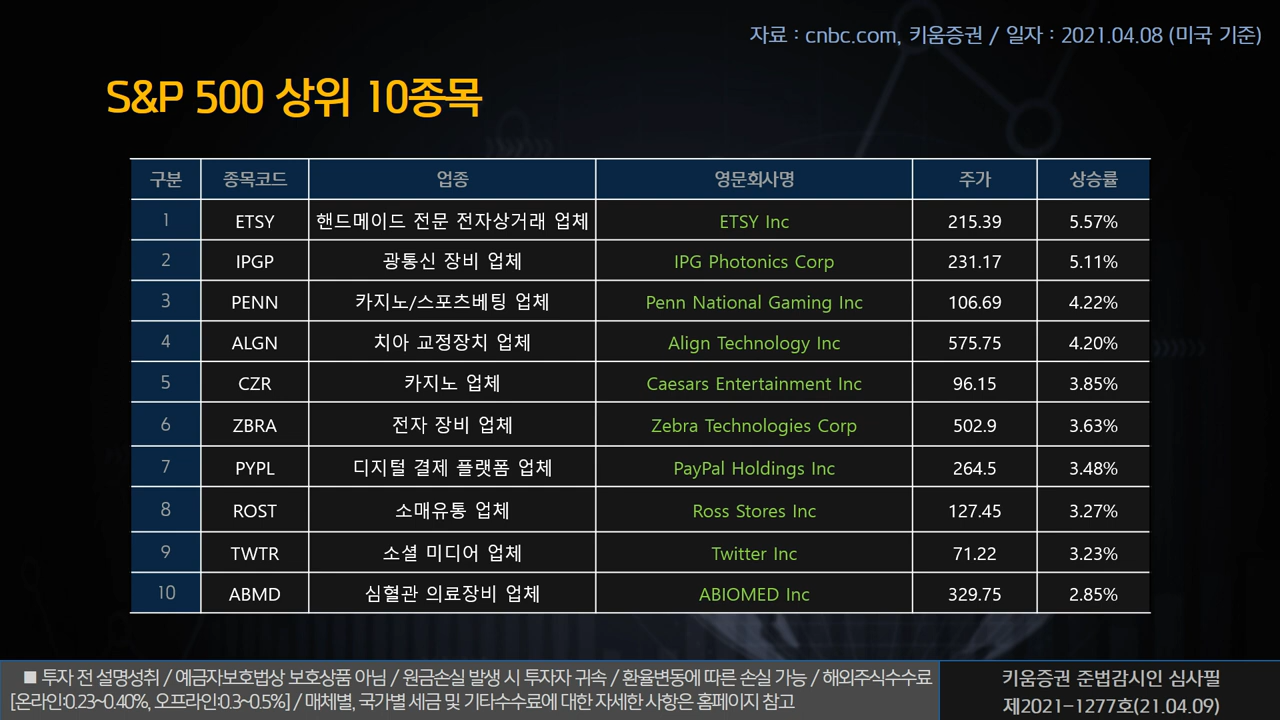 자료 : cnbc.com, 키움증권 / 일자 : 2021.04.08 (미국 기준)
S&P 500 상위 10종목
구분 종목코드 업종 영문회사명 주가 상승률
1 ETSY 핸드메이드 전문 전자상거래 업체 ETSY Inc 215.39 5.57%
2 IPGP 광통신 장비 업체 IPG Photonics Corp 231.17 5.11%
3 PENN 카지노/스포츠베팅 업체 Penn National Gaming Inc 106.69 4.22%
4 ALGN 치아 교정장치 업체 Align Technology Inc 575.75 4.20%
5 CZR 카지노 업체 Caesars Entertainment Inc 96.15 3.85%
6 ZBRA 전자 장비 업체 Zebra Technologies Corp 502.9 3.63%
7 PYPL 디지털 결제 플랫폼 업체 PayPal Holdings Inc 264.5 3.48%
8 ROST 소매유통 업체 Ross Stores Inc 127.45 3.27%
9 TWTR 소셜 미디어 업체 Twitter Inc 71.22 3.23%
10 ABMD 심혈관 의료장비 업체 ABIOMED Inc 329.75 2.85%
■ 투자 전 설명청취 / 예금자보호법상 보호상품 아님 / 원금손실 발생 시 투자자 귀속 / 환율변동에 따른 손실 가능 / 해외주식수수료
[온라인:0.23~0.40%, 오프라인:0.3~0.5%] / 매체별, 국가별 세금 및 기타수수료에 대한 자세한 사항은 홈페이지 참고
키움증권 준법감시인 심사필
제2021-1277호(21.04.09)